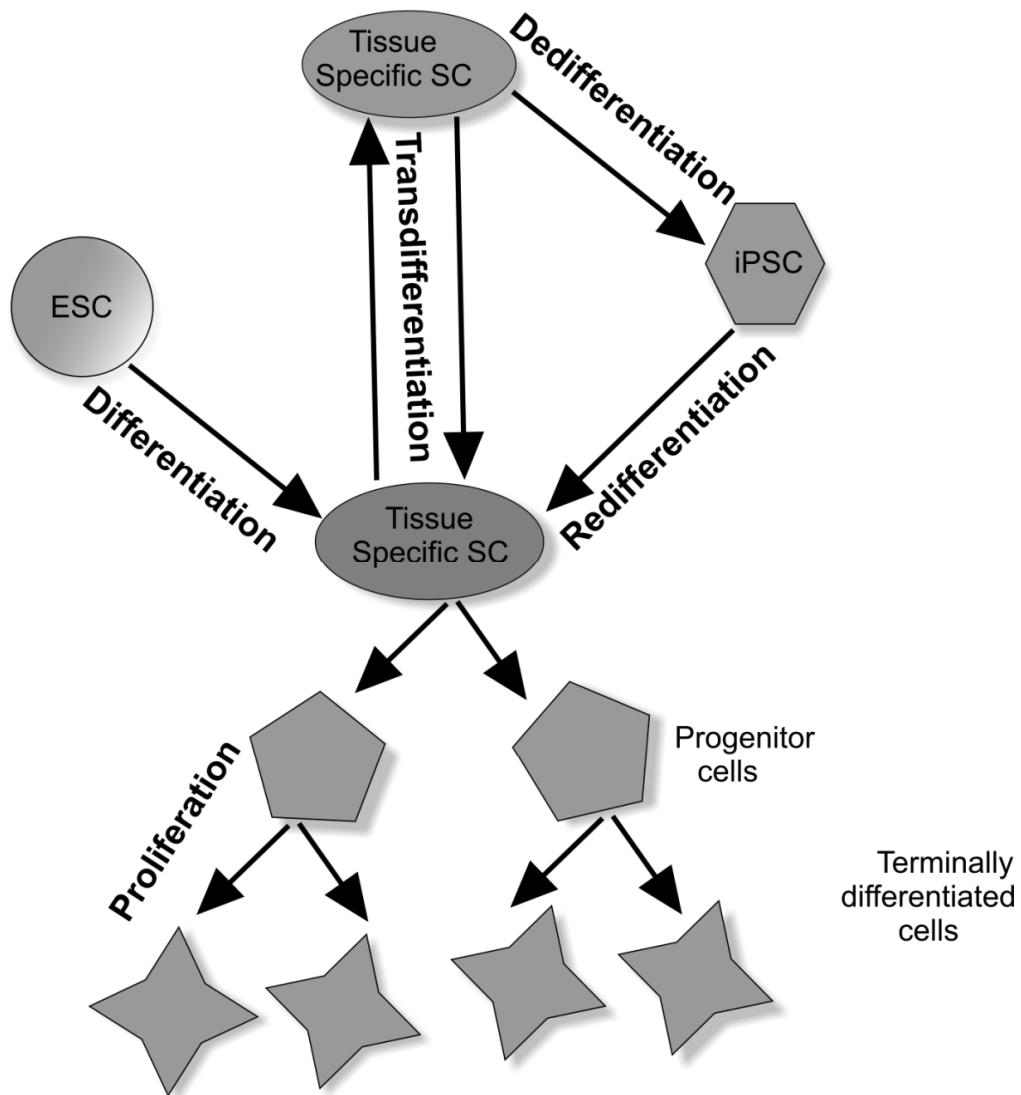 Tissue
Specific SC
Dedifferentiation
Transdifferentiation
iPSC
ESC
Differentiation
Redifferentiation
Tissue
Specific SC
Progenitor
cells
Proliferation
Terminally
differentiated
cells